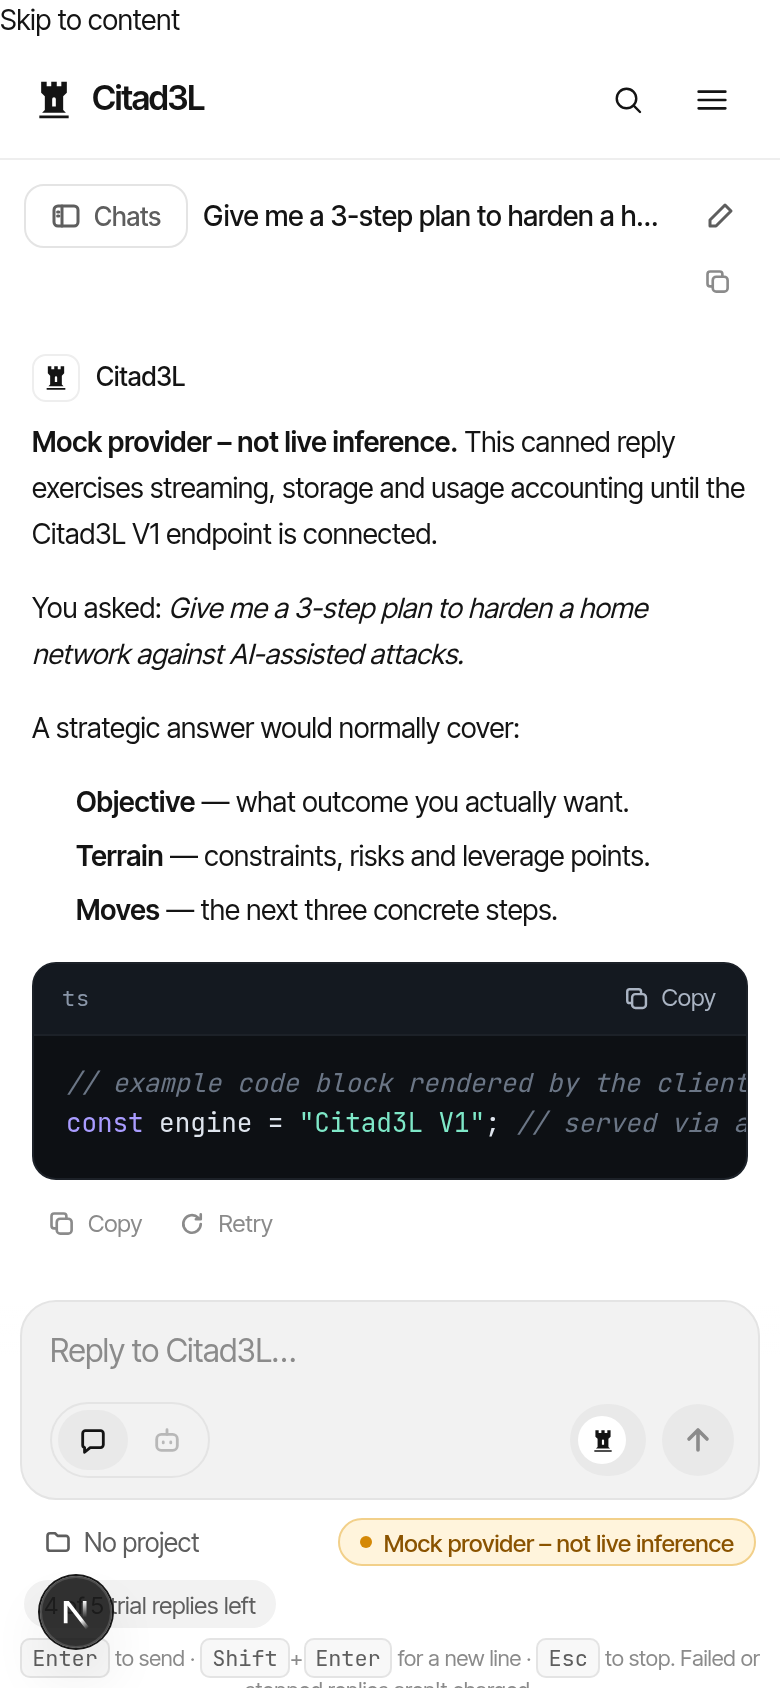 Skip to content
Citad3L
Chats
Give me a 3-step plan to harden a h...
Citad3L
Mock provider – not live inference. This canned reply
exercises streaming, storage and usage accounting until the
Citad3L V1 endpoint is connected.
You asked: Give me a 3-step plan to harden a home
network against AI-assisted attacks.
A strategic answer would normally cover:
Objective — what outcome you actually want.
Terrain — constraints, risks and leverage points.
Moves — the next three concrete steps.
ts
Copy
// example code block rendered by the client
const engine = "Citad3L V1"; // served via a
Copy
Retry
Reply to Citad3L...
No project
Mock provider – not live inference
4 of 5 trial replies left
N
Enter to send · Shift + Enter for a new line · Esc to stop. Failed or